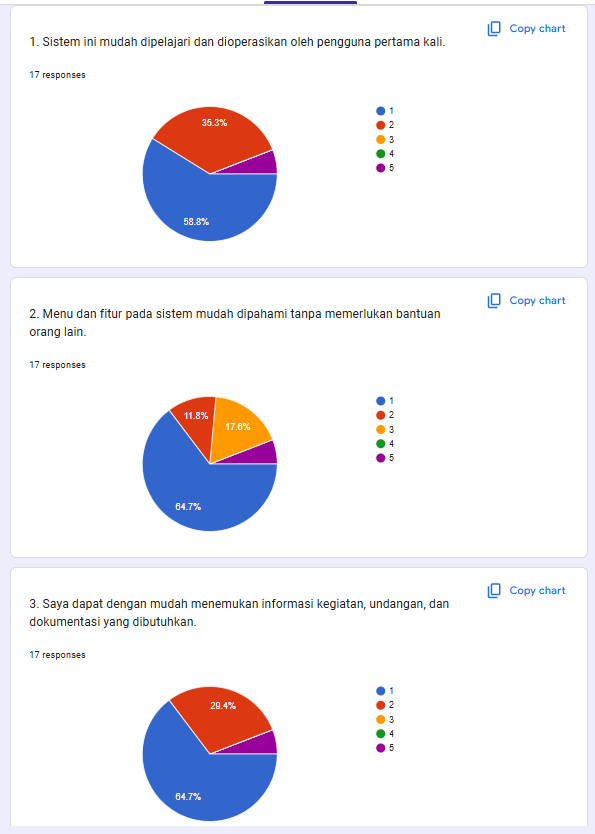 Copy chart
1. Sistem ini mudah dipelajari dan dioperasikan oleh pengguna pertama kali.
17 responses
35.3%
58.8%
1
2
3
4
5
Copy chart
2. Menu dan fitur pada sistem mudah dipahami tanpa memerlukan bantuan
orang lain.
17 responses
11.8%
17.6%
64.7%
1
2
3
4
5
Copy chart
3. Saya dapat dengan mudah menemukan informasi kegiatan, undangan, dan
dokumentasi yang dibutuhkan.
17 responses
29.4%
64.7%
1
2
3
4
5